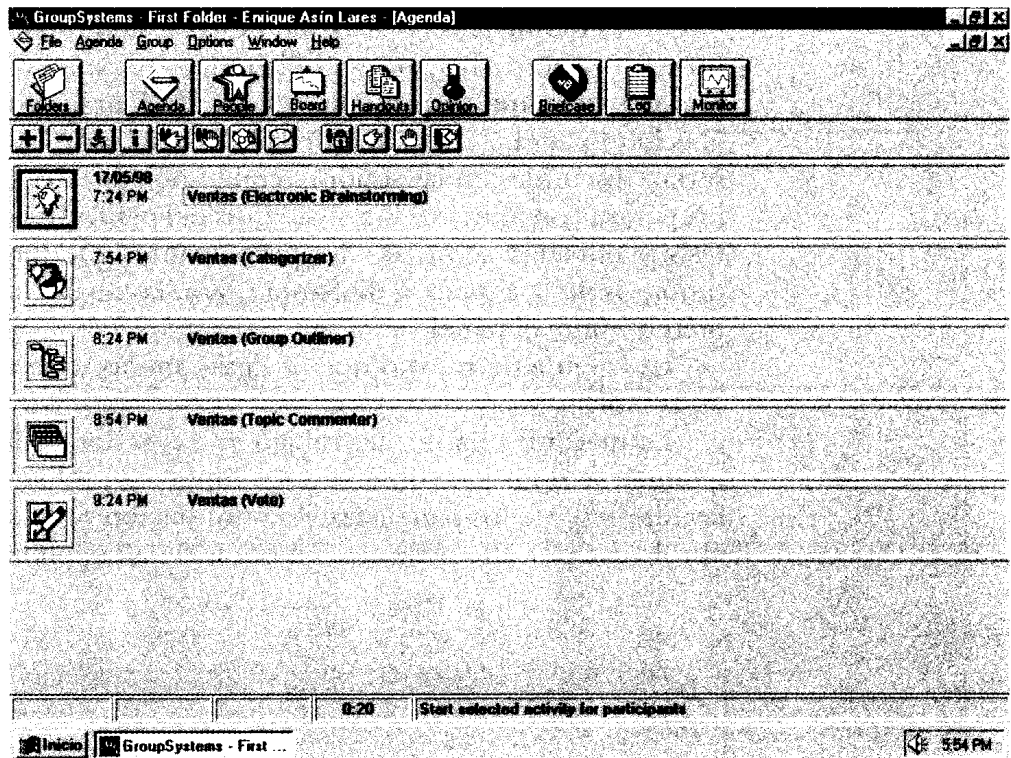 GroupSystems - First Folder - Enrique Asín Lares - [Agenda]
File Agenda Group Options Window Help
Folders Agenda People Board Handouts Opinion Briefcase Log Monitor
17/05/98
7:24 PM Ventas (Electronic Brainstorming)
7:54 PM Ventas (Categorizer)
8:24 PM Ventas (Group Outliner)
8:54 PM Ventas (Topic Commenter)
9:24 PM Ventas (Vote)
0:20 Start selected activity for participants
Inicio GroupSystems - First ... 5:54 PM